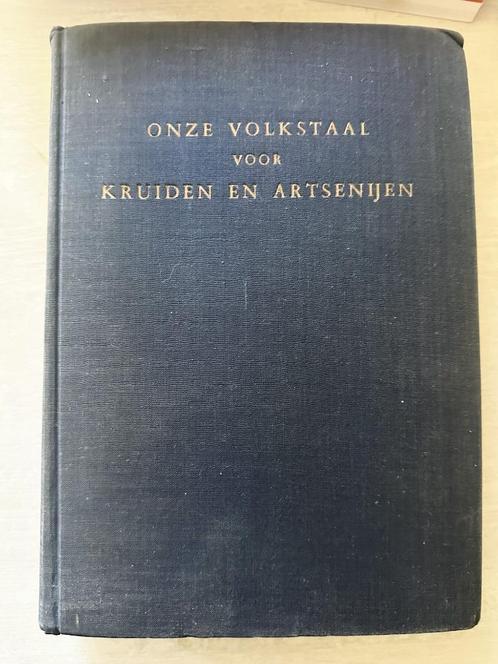 ONZE VOLKSTAAL
VOOR
KRUIDEN EN ARTSENIJEN